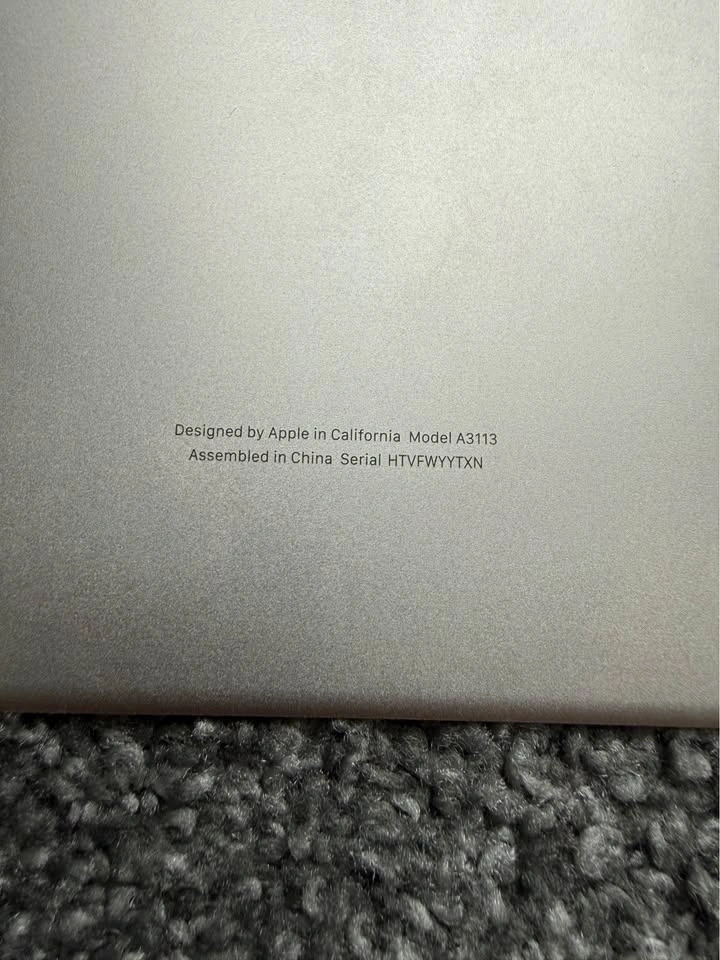 Designed by Apple in California Model A3113
Assembled in China Serial HTVFWYYTXN